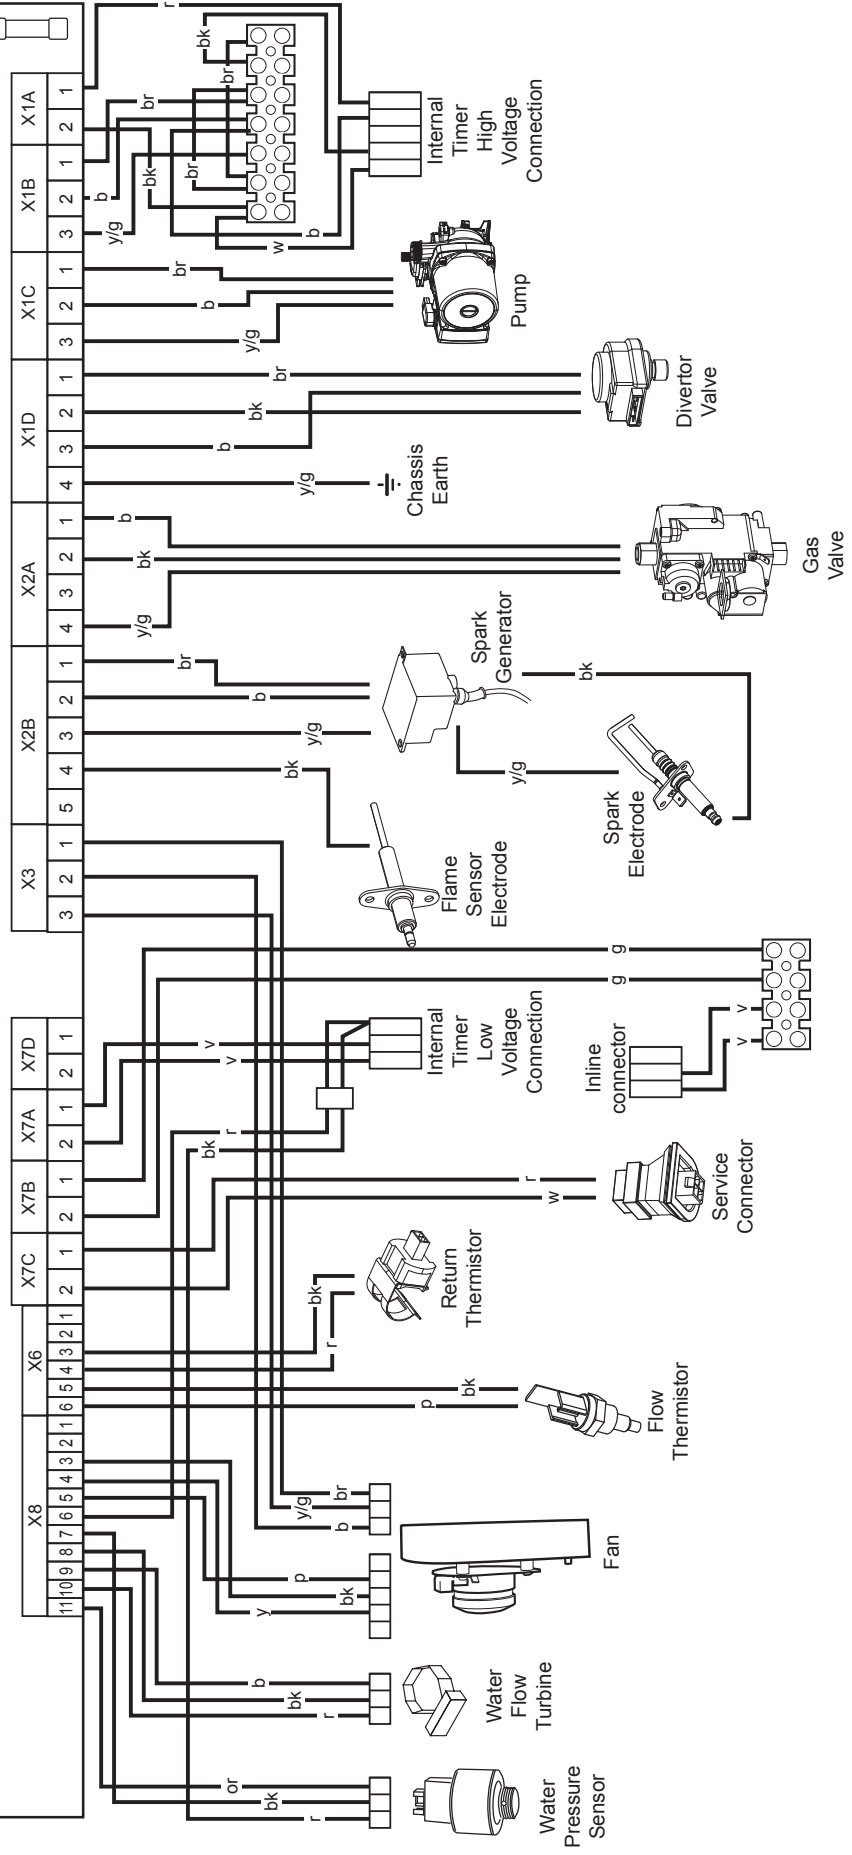 X8 X6 X7C X7B X7A X7D X3 X2B X2A X1D X1C X1B X1A
11 10 9 8 7 6 5 4 3 2 1 6 5 4 3 2 1 2 1 2 1 2 1 2 1 3 2 1 5 4 3 2 1 4 3 2 1 4 3 2 1 3 2 1 3 2 1 2 1
r
bk
or
Water
Pressure
Sensor
r
bk
b
Water
Flow
Turbine
y
bk
p
b
y/g
br
Fan
p
bk
Flow
Thermistor
r
bk
Return
Thermistor
w
r
Service
Connector
bk
r
v
v
Internal
Timer
Low
Voltage
Connection
Inline
connector
v
v
g
g
Flame
Sensor
Electrode
bk
y/g
b
br
Spark
Generator
y/g
bk
Spark
Electrode
y/g
bk
b
Gas
Valve
y/g
Chassis
Earth
b
bk
br
Divertor
Valve
y/g
b
br
Pump
y/g
b
br
bk
br
br
bk
r
w
b
Internal
Timer
High
Voltage
Connection